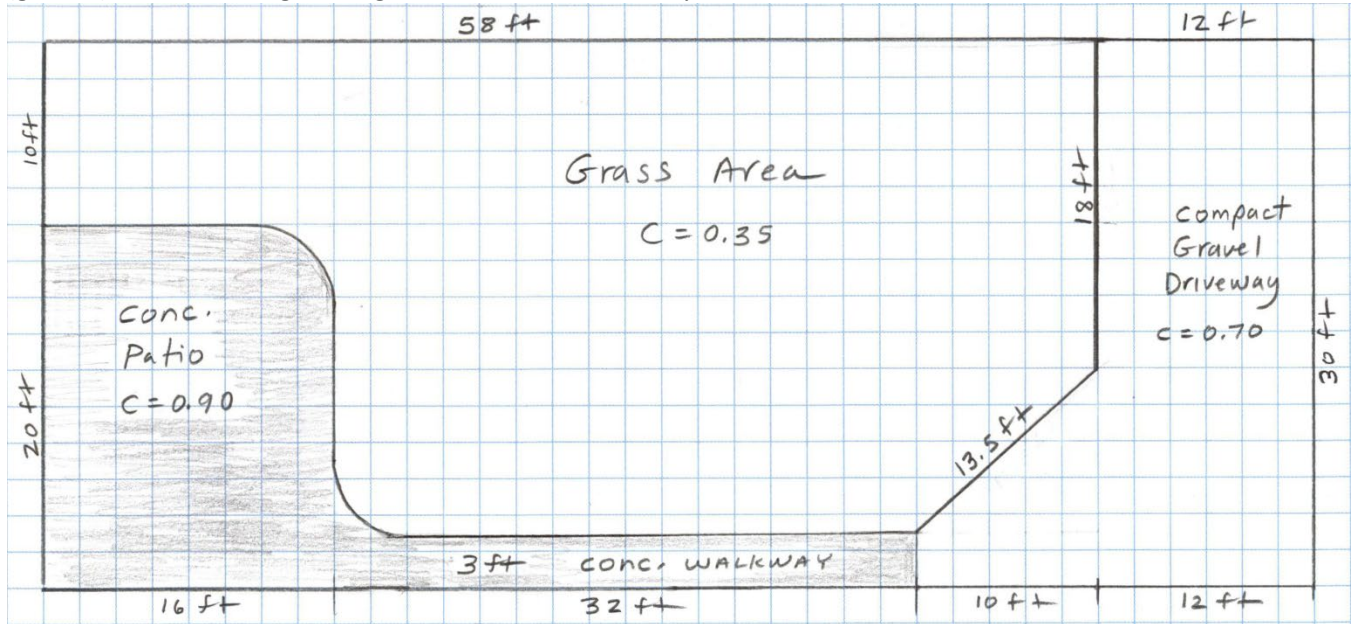 58 ft
12 ft
10ft
Grass Area
C = 0.35
18 ft
compact
Gravel
Driveway
C = 0.70
30 ft
conc.
Patio
C = 0.90
20 ft
13.5 ft
3 ft conc. WALKWAY
16 ft
32 ft
10 ft
12 ft